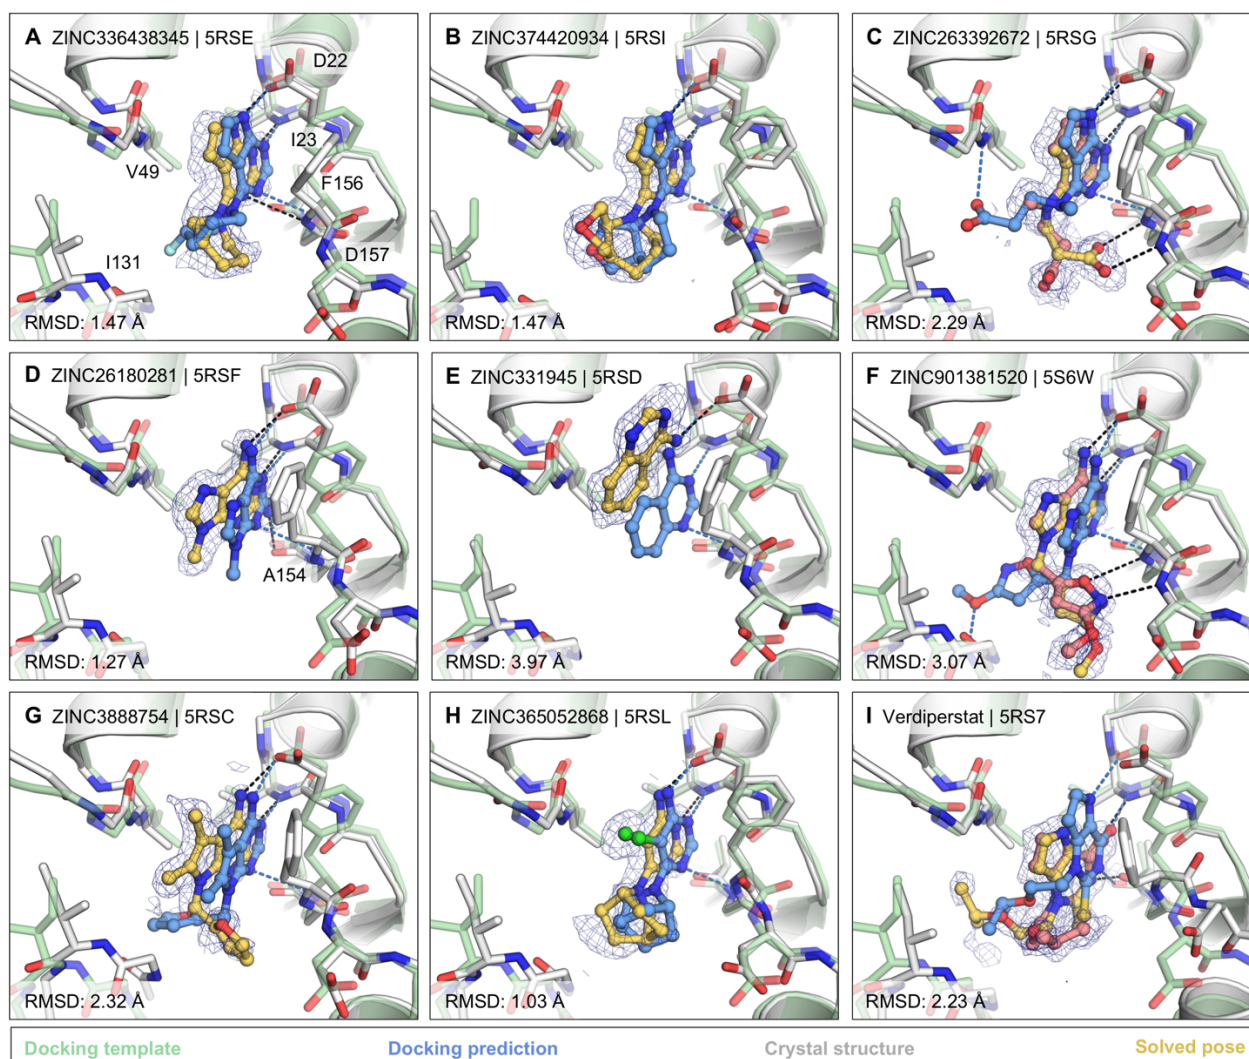 A ZINC336438345 | 5RSE
D22
I23
V49
F156
I131
D157
RMSD: 1.47 Å
B ZINC374420934 | 5RSI
RMSD: 1.47 Å
C ZINC263392672 | 5RSG
RMSD: 2.29 Å
D ZINC26180281 | 5RSF
A154
RMSD: 1.27 Å
E ZINC331945 | 5RSD
RMSD: 3.97 Å
F ZINC901381520 | 5S6W
RMSD: 3.07 Å
G ZINC3888754 | 5RSC
RMSD: 2.32 Å
H ZINC365052868 | 5RSL
RMSD: 1.03 Å
I Verdiperstat | 5RS7
RMSD: 2.23 Å
Docking template Docking prediction Crystal structure Solved pose